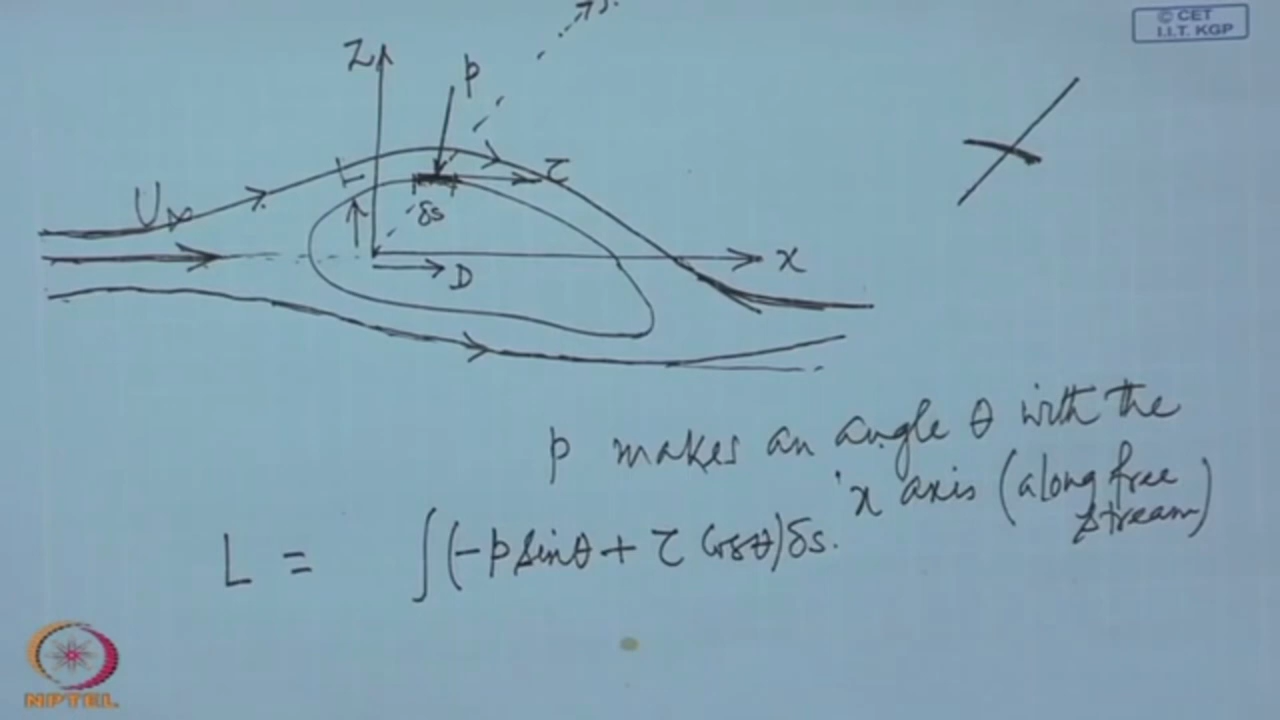 © CET
I.I.T. KGP
Z
p
L
τ
U∞
δs
x
D
p makes an angle θ with the
x axis (along free
stream)
L = ∫(-p sinθ + τ cosθ)δs.
NPTEL